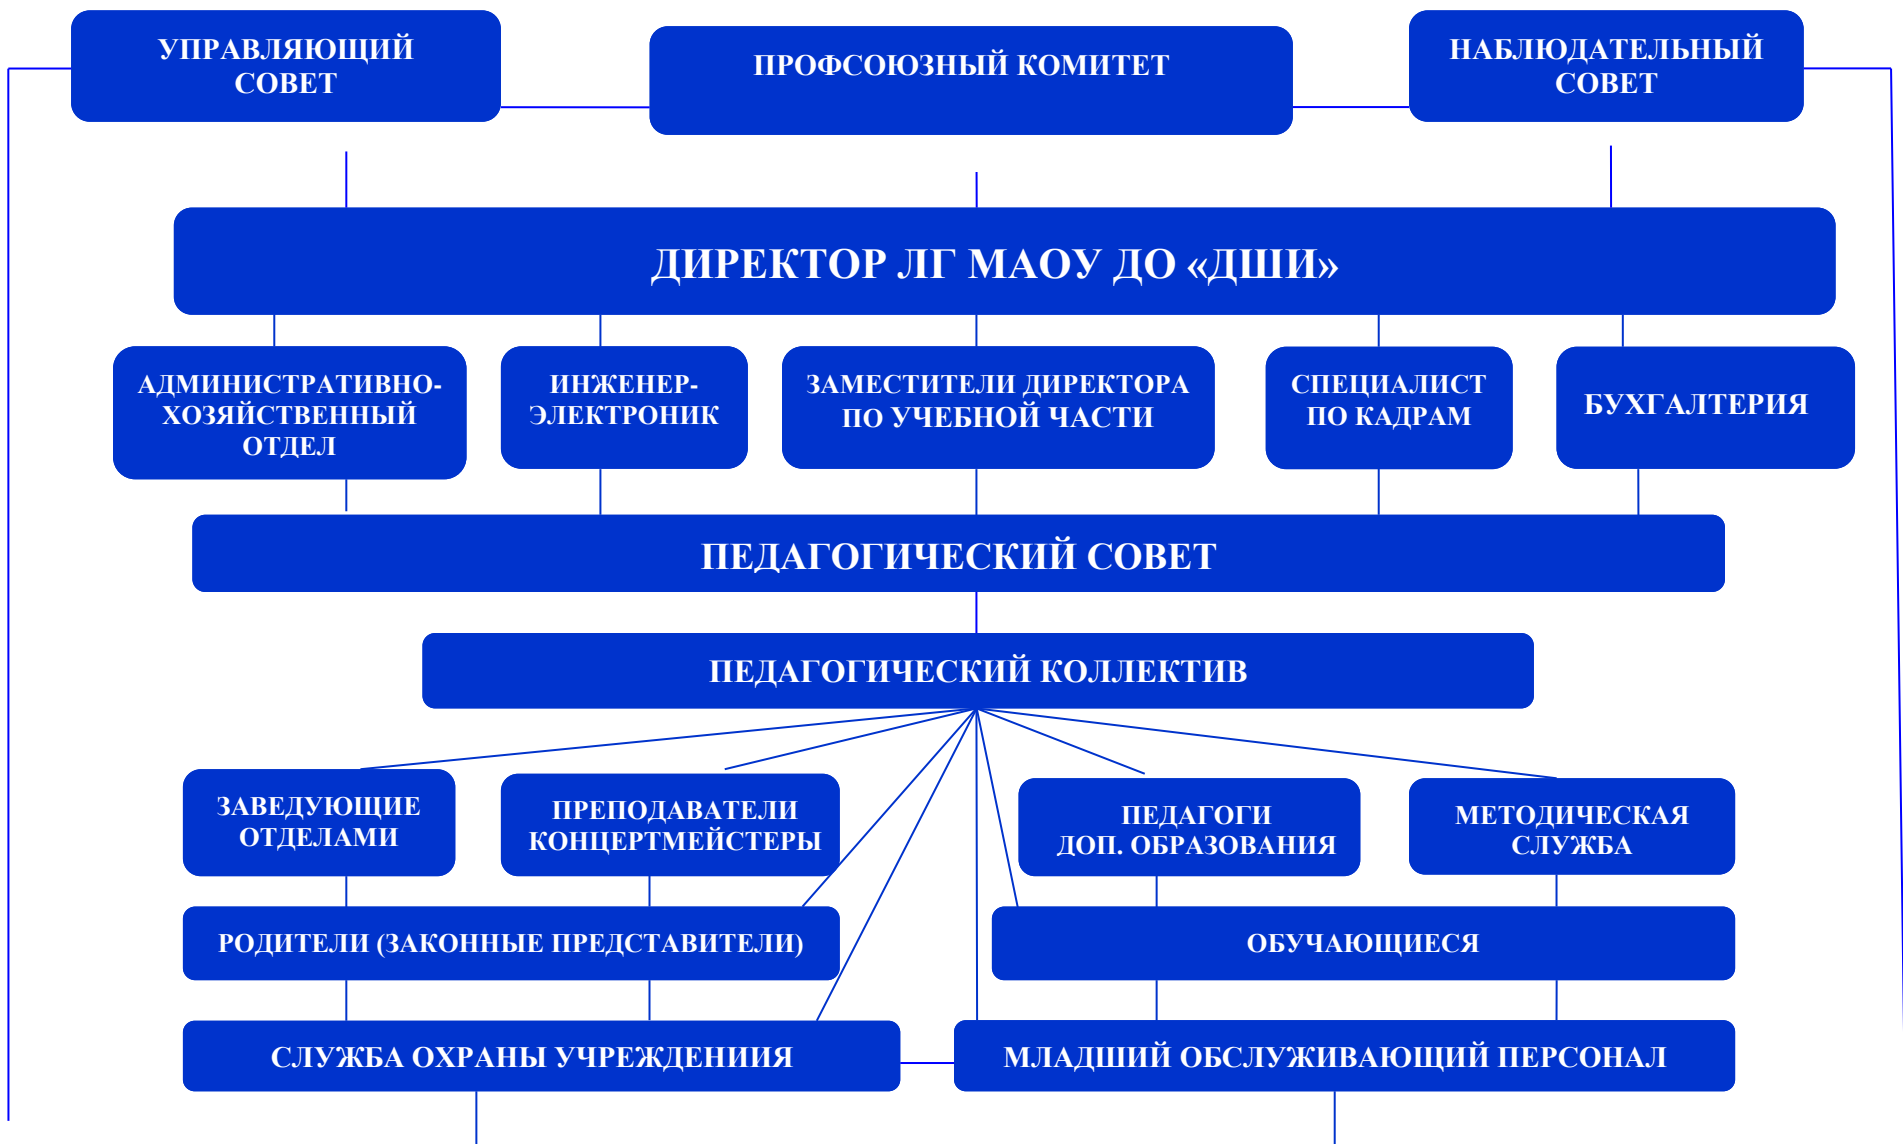 УПРАВЛЯЮЩИЙ
СОВЕТ
ПРОФСОЮЗНЫЙ КОМИТЕТ
НАБЛЮДАТЕЛЬНЫЙ
СОВЕТ
ДИРЕКТОР ЛГ МАОУ ДО «ДШИ»
АДМИНИСТРАТИВНО-
ХОЗЯЙСТВЕННЫЙ
ОТДЕЛ
ИНЖЕНЕР-
ЭЛЕКТРОНИК
ЗАМЕСТИТЕЛИ ДИРЕКТОРА
ПО УЧЕБНОЙ ЧАСТИ
СПЕЦИАЛИСТ
ПО КАДРАМ
БУХГАЛТЕРИЯ
ПЕДАГОГИЧЕСКИЙ СОВЕТ
ПЕДАГОГИЧЕСКИЙ КОЛЛЕКТИВ
ЗАВЕДУЮЩИЕ
ОТДЕЛАМИ
ПРЕПОДАВАТЕЛИ
КОНЦЕРТМЕЙСТЕРЫ
ПЕДАГОГИ
ДОП. ОБРАЗОВАНИЯ
МЕТОДИЧЕСКАЯ
СЛУЖБА
РОДИТЕЛИ (ЗАКОННЫЕ ПРЕДСТАВИТЕЛИ)
ОБУЧАЮЩИЕСЯ
СЛУЖБА ОХРАНЫ УЧРЕЖДЕНИИЯ
МЛАДШИЙ ОБСЛУЖИВАЮЩИЙ ПЕРСОНАЛ